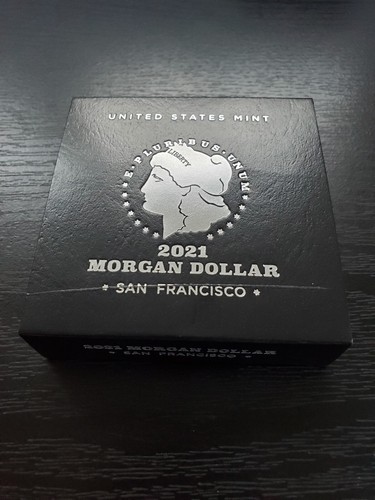 UNITED STATES MINT
E·PLURIBUS·UNUM
LIBERTY
2021
MORGAN DOLLAR
SAN FRANCISCO
2021 MORGAN DOLLAR
SAN FRANCISCO